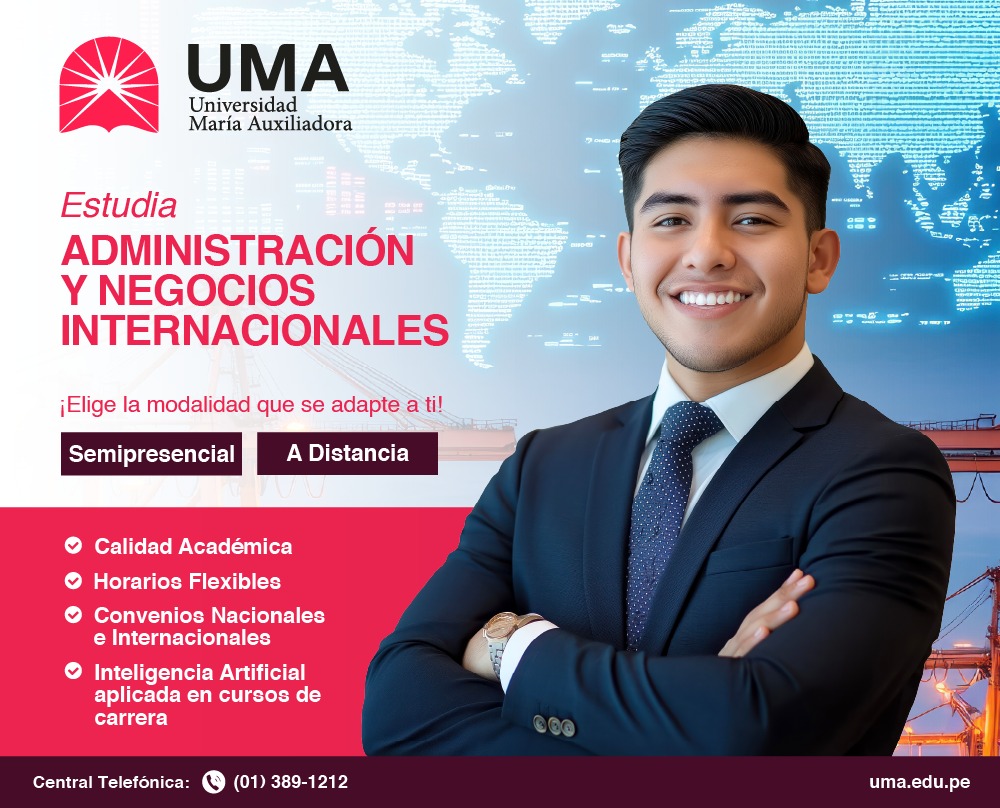 UMA
Universidad
María Auxiliadora
Estudia
ADMINISTRACIÓN
Y NEGOCIOS
INTERNACIONALES
¡Elige la modalidad que se adapte a ti!
Semipresencial
A Distancia
Calidad Académica
Horarios Flexibles
Convenios Nacionales
e Internacionales
Inteligencia Artificial
aplicada en cursos de
carrera
Central Telefónica: (01) 389-1212
uma.edu.pe